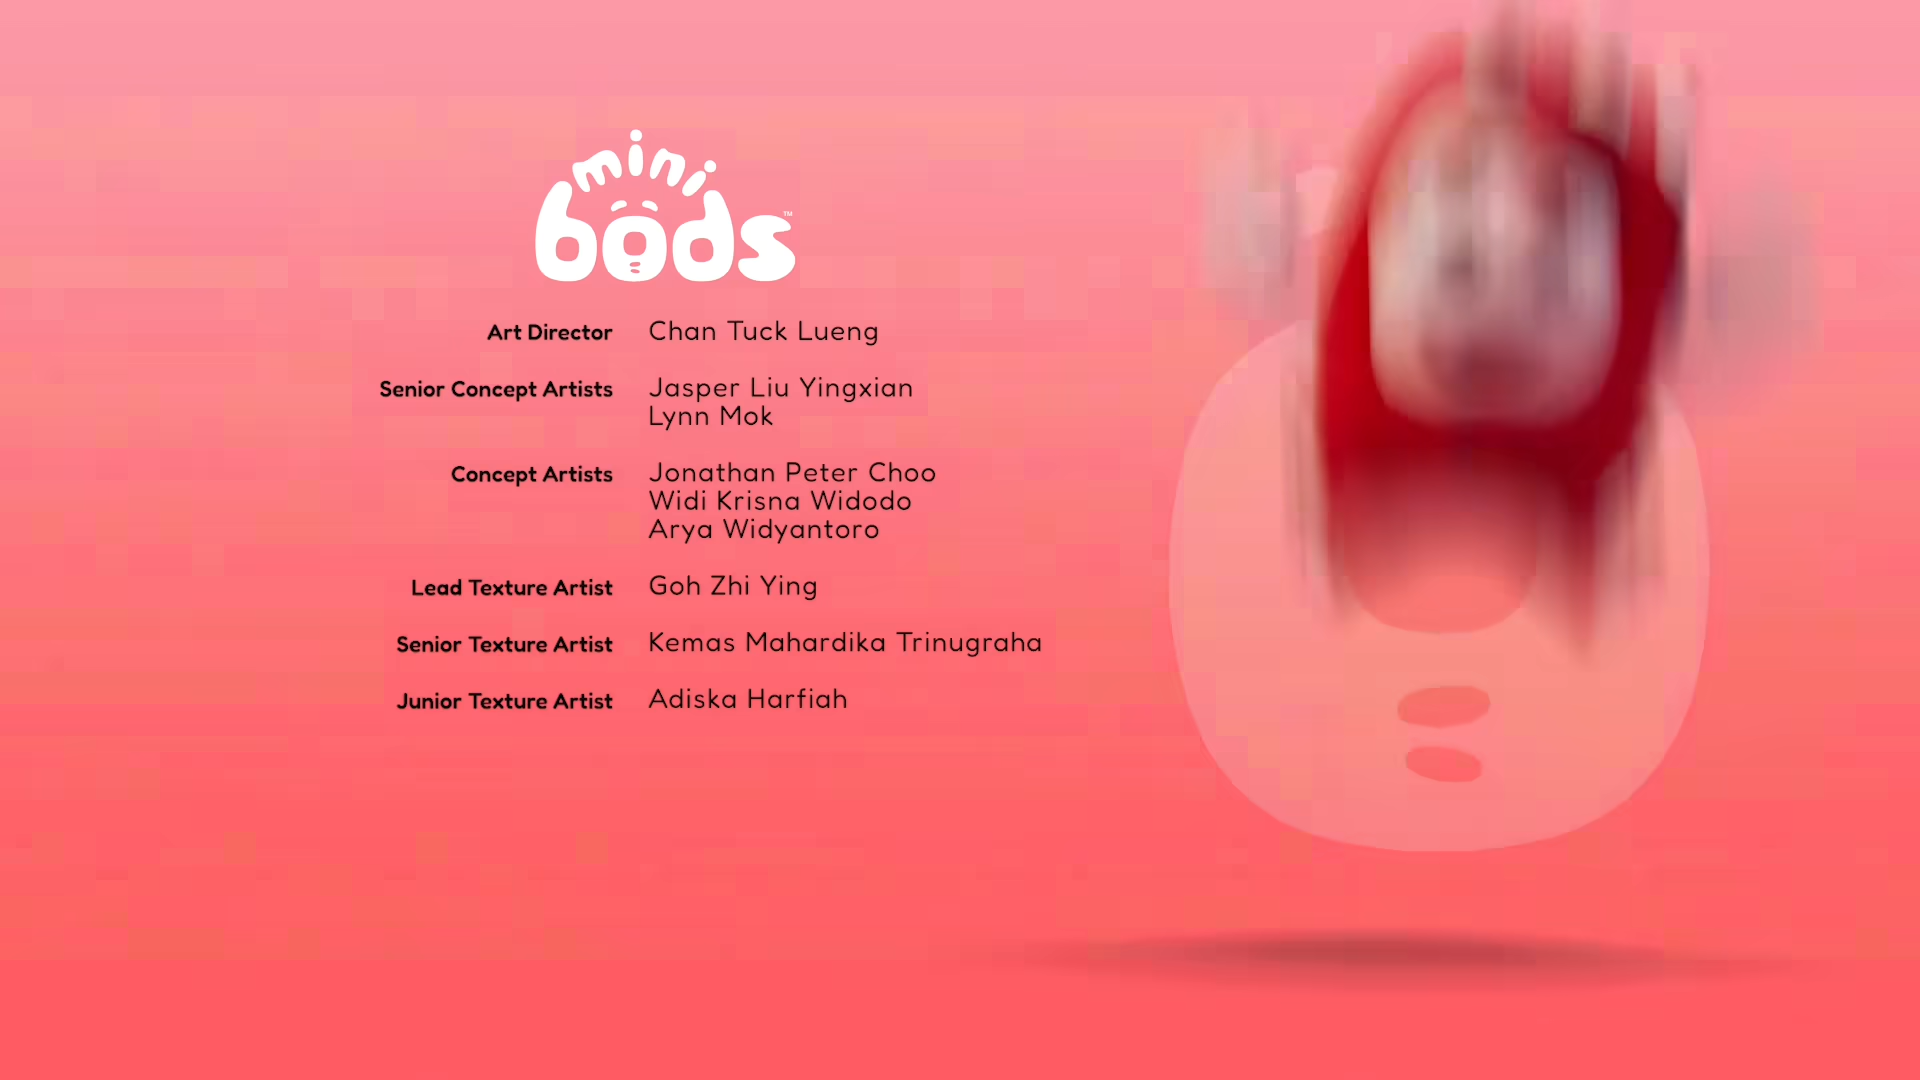 mini
bods™
Art Director Chan Tuck Lueng
Senior Concept Artists Jasper Liu Yingxian
Lynn Mok
Concept Artists Jonathan Peter Choo
Widi Krisna Widodo
Arya Widyantoro
Lead Texture Artist Goh Zhi Ying
Senior Texture Artist Kemas Mahardika Trinugraha
Junior Texture Artist Adiska Harfiah